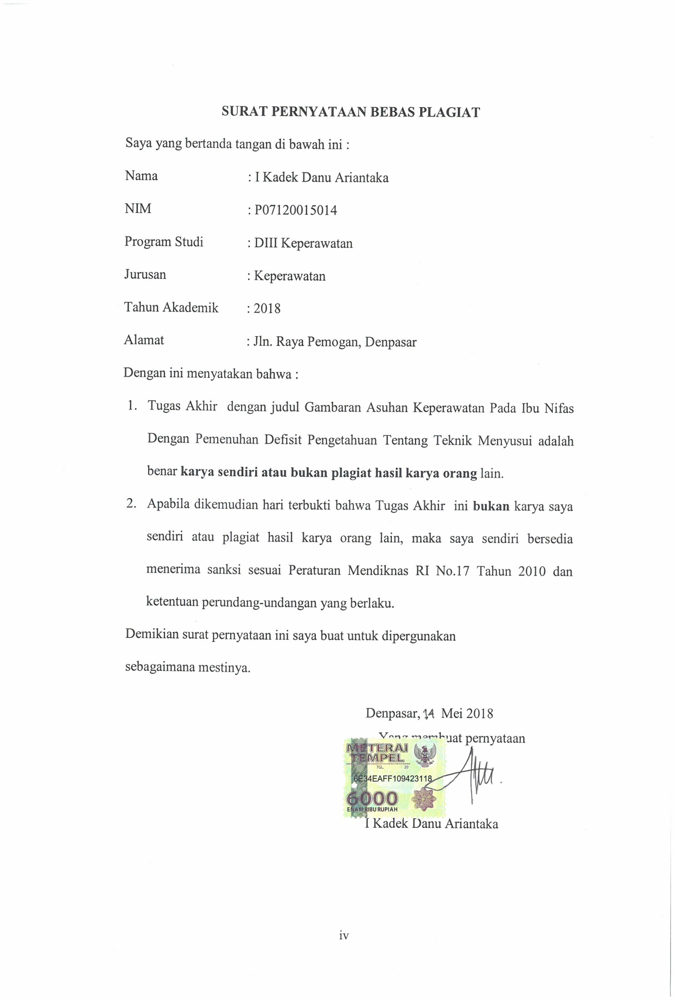 SURAT PERNYATAAN BEBAS PLAGIAT
Saya yang bertanda tangan di bawah ini :
Nama : I Kadek Danu Ariantaka
NIM : P07120015014
Program Studi : DIII Keperawatan
Jurusan : Keperawatan
Tahun Akademik : 2018
Alamat : Jln. Raya Pemogan, Denpasar
Dengan ini menyatakan bahwa :
1. Tugas Akhir dengan judul Gambaran Asuhan Keperawatan Pada Ibu Nifas
Dengan Pemenuhan Defisit Pengetahuan Tentang Teknik Menyusui adalah
benar karya sendiri atau bukan plagiat hasil karya orang lain.
2. Apabila dikemudian hari terbukti bahwa Tugas Akhir ini bukan karya saya
sendiri atau plagiat hasil karya orang lain, maka saya sendiri bersedia
menerima sanksi sesuai Peraturan Mendiknas RI No.17 Tahun 2010 dan
ketentuan perundang-undangan yang berlaku.
Demikian surat pernyataan ini saya buat untuk dipergunakan
sebagaimana mestinya.
Denpasar, 14 Mei 2018
Yang membuat pernyataan
METERAI
TEMPEL
TGL. 20
6E34EAFF109423118
6000
ENAM RIBU RUPIAH
I Kadek Danu Ariantaka
iv